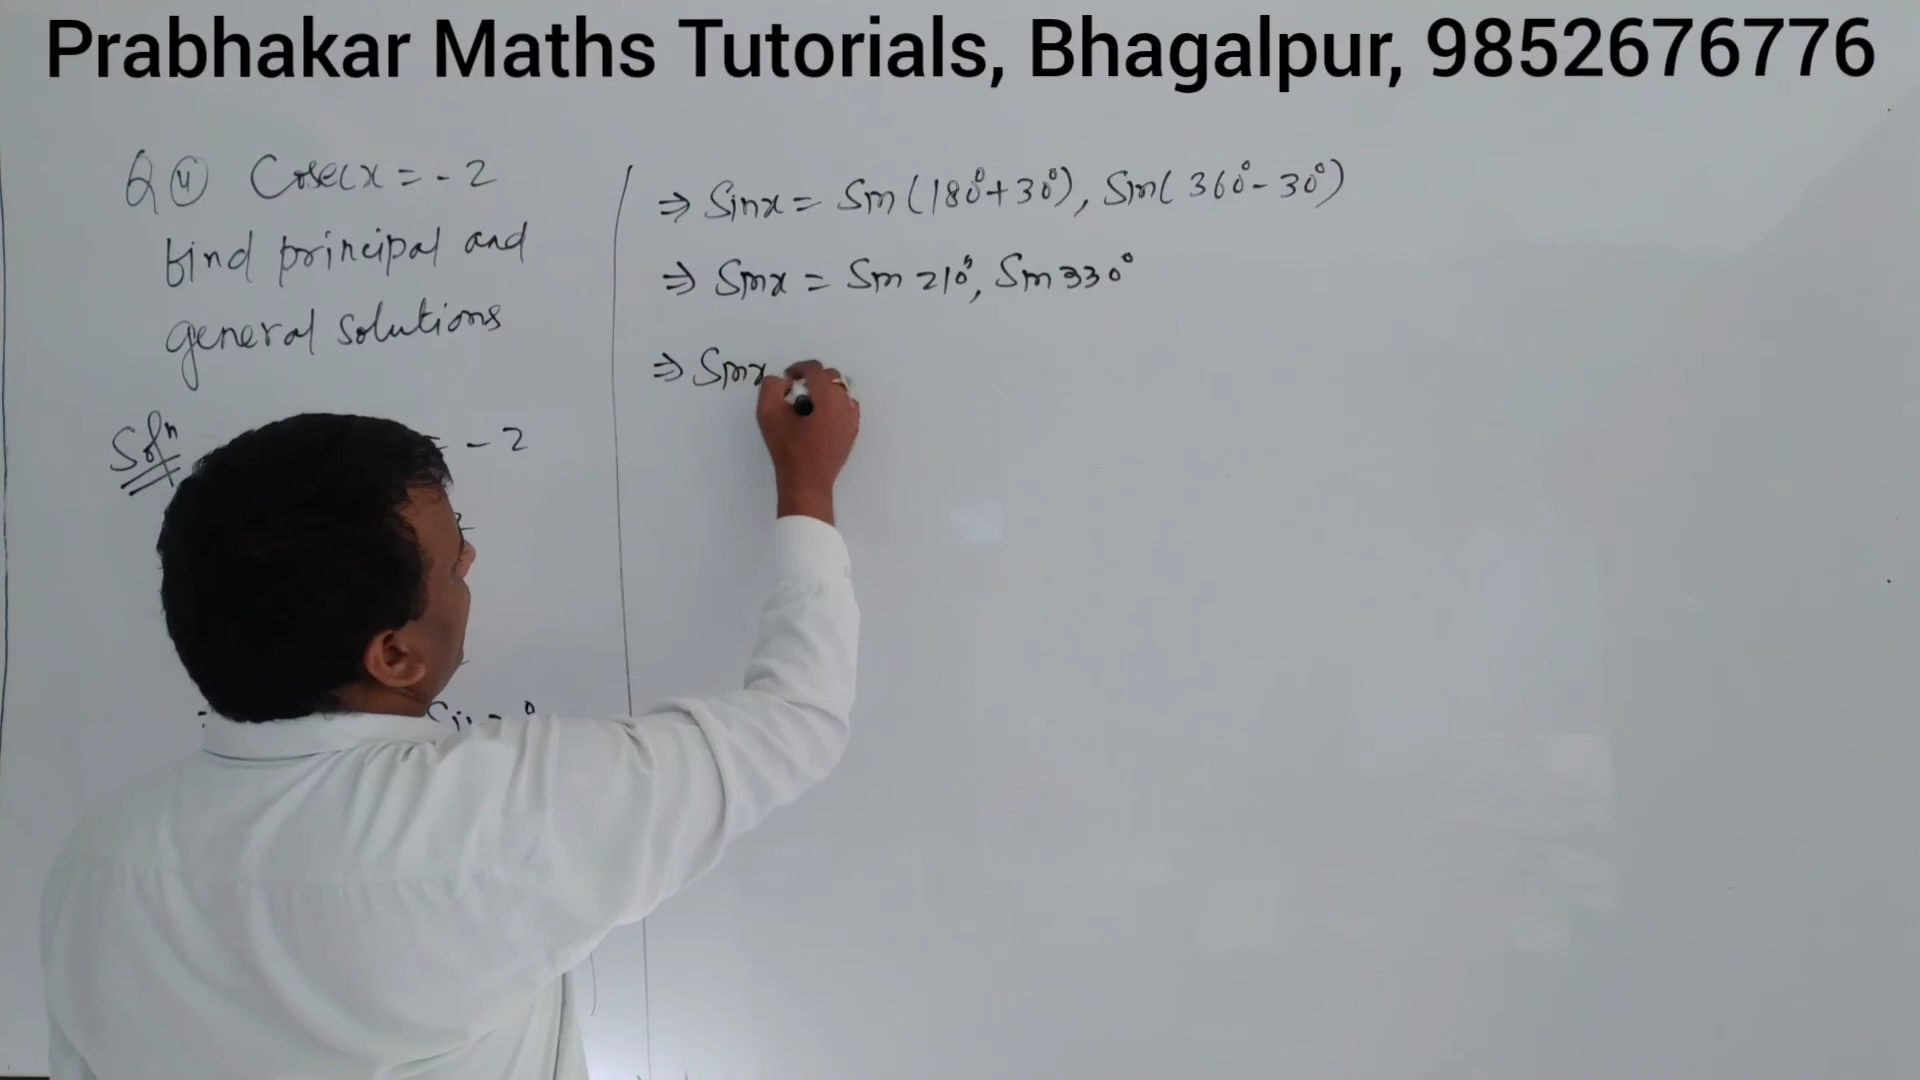 Prabhakar Maths Tutorials, Bhagalpur, 9852676776
Q (4) Cosecx = - 2
find principal and
general solutions
Solⁿ
- 2
⇒ Sinx = Sin (180°+30°), Sin( 360°- 30°)
⇒ Sinx = Sin 210°, Sin 330°
⇒ Sinx